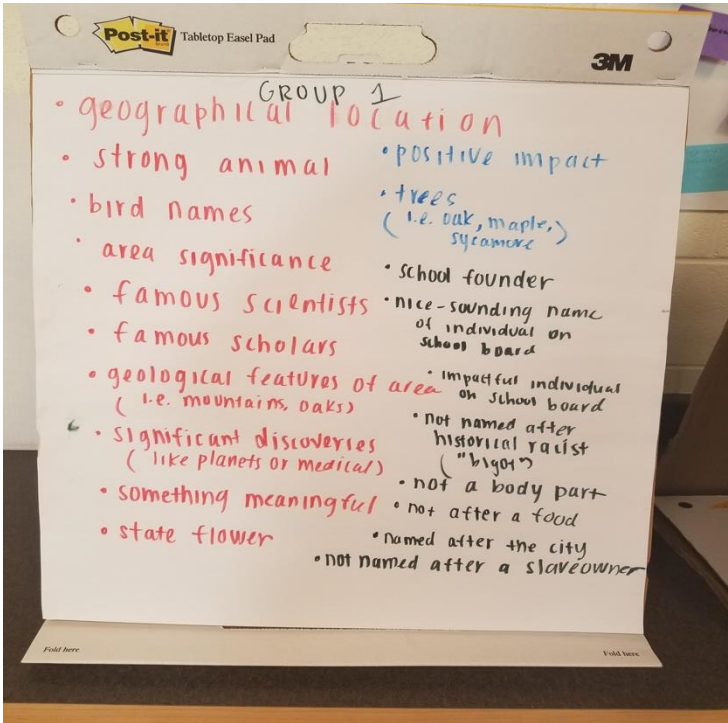 Post-it Tabletop Easel Pad
3M
GROUP 1
• geographical location
• strong animal
• bird names
• area significance
• famous scientists
• famous scholars
• geological features of area
( i.e. mountains, oaks)
• significant discoveries
( like planets or medical)
• something meaningful
• state flower
• positive impact
• trees
( i.e. oak, maple,
sycamore )
• school founder
• nice-sounding name
of individual on
school board
• impactful individual
on school board
• not named after
historical racist
( "bigot")
• not a body part
• not after a food
• named after the city
• not named after a slaveowner
Fold here
Fold here